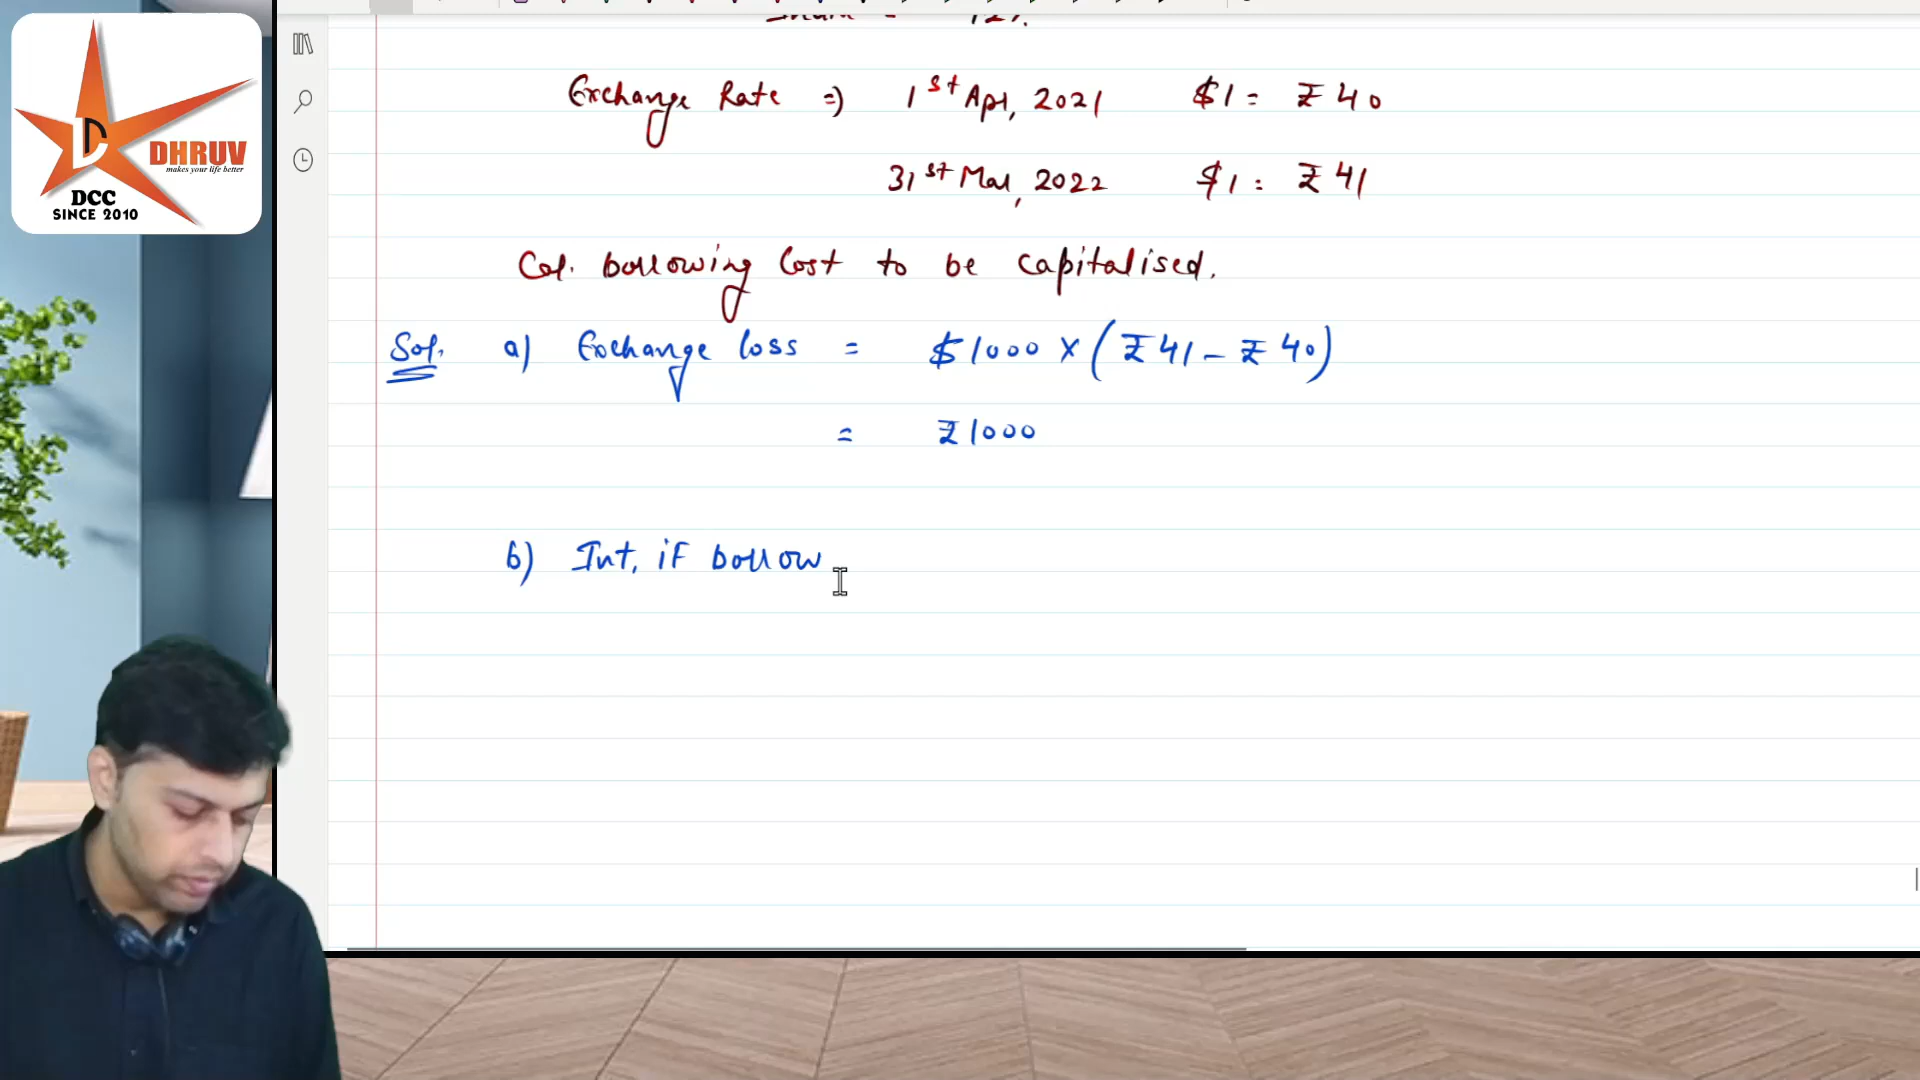 DHRUV
makes your life better
DCC
SINCE 2010
12%.
Exchange Rate ⇒ 1st Apr, 2021 $1 = ₹ 40
31st Mar, 2022 $1 = ₹ 41
Cal. borrowing Cost to be capitalised.
Sol. a) Exchange loss = $1000 × (₹ 41 - ₹ 40)
= ₹ 1000
b) Int. if borrow